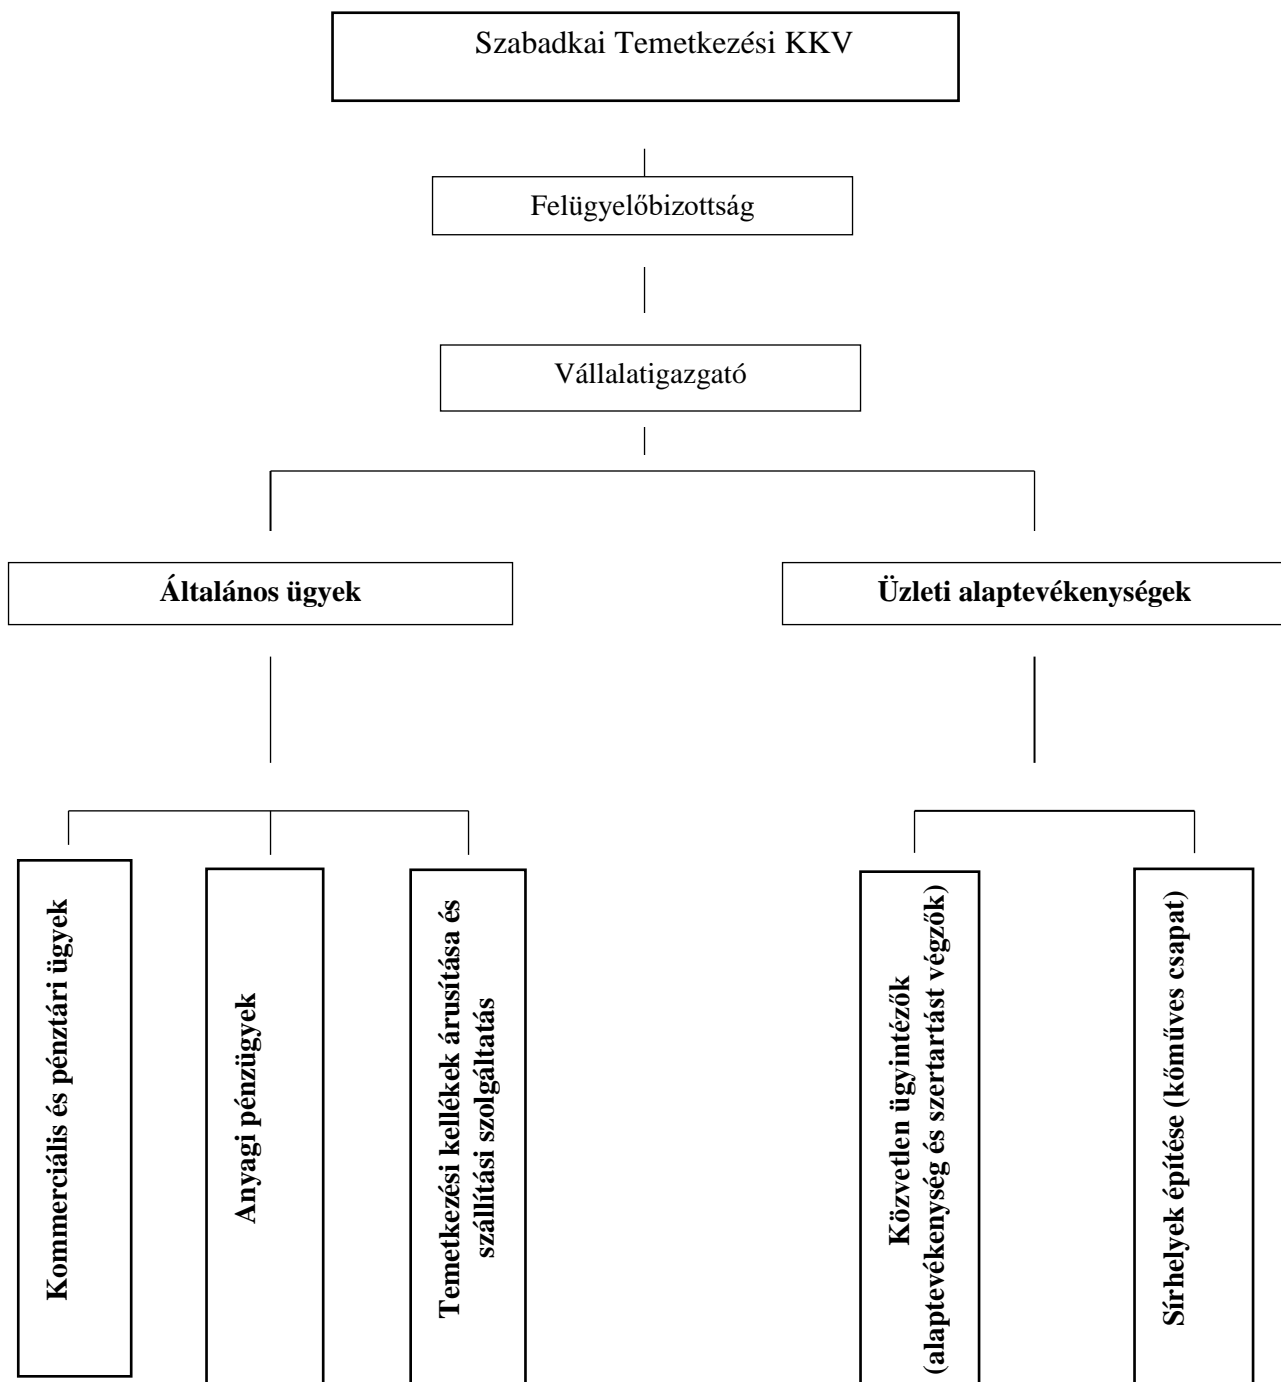 Szabadkai Temetkezési KKV
Felügyelőbizottság
Vállalatigazgató
Általános ügyek
Üzleti alaptevékenységek
Kommerciális és pénztári ügyek
Anyagi pénzügyek
Temetkezési kellékek árusítása és
szállítási szolgáltatás
Közvetlen ügyintézők
(alaptevékenység és szertartást végzők)
Sírhelyek építése (kőműves csapat)